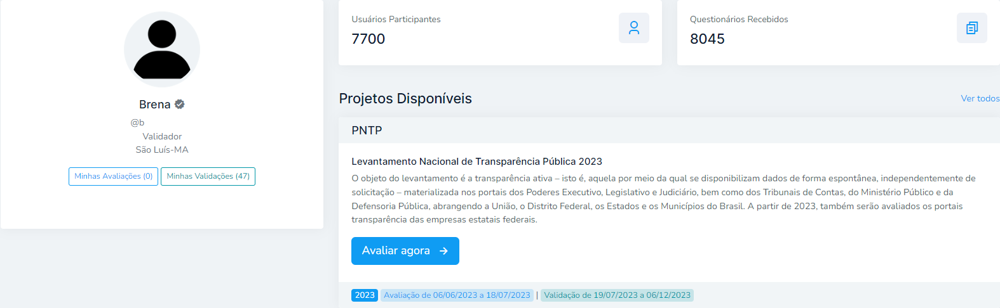 Brena
@b
Validador
São Luís-MA
Minhas Avaliações (0)
Minhas Validações (47)
Usuários Participantes
7700
Questionários Recebidos
8045
Projetos Disponíveis
Ver todos
PNTP
Levantamento Nacional de Transparência Pública 2023
O objeto do levantamento é a transparência ativa – isto é, aquela por meio da qual se disponibilizam dados de forma espontânea, independentemente de
solicitação – materializada nos portais dos Poderes Executivo, Legislativo e Judiciário, bem como dos Tribunais de Contas, do Ministério Público e da
Defensoria Pública, abrangendo a União, o Distrito Federal, os Estados e os Municípios do Brasil. A partir de 2023, também serão avaliados os portais
transparência das empresas estatais federais.
Avaliar agora →
2023 Avaliação de 06/06/2023 a 18/07/2023 | Validação de 19/07/2023 a 06/12/2023